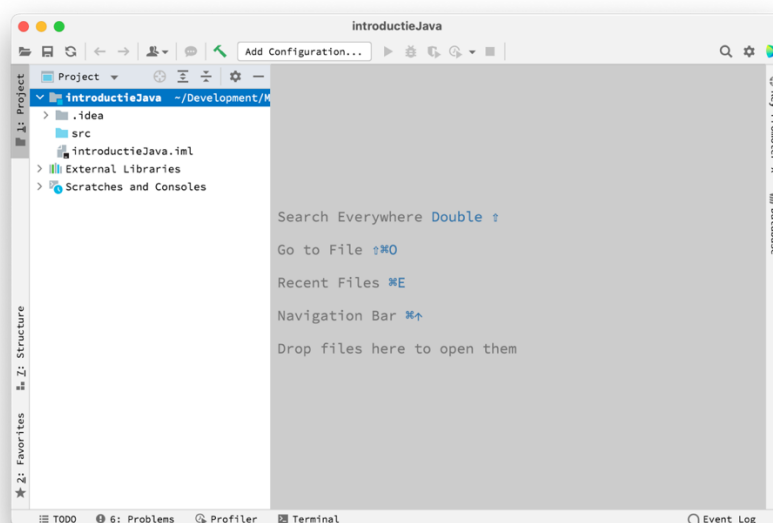 introductieJava
Add Configuration...
1: Project
Project
introductieJava ~/Development/M
.idea
src
introductieJava.iml
External Libraries
Scratches and Consoles
Search Everywhere Double ⇧
Go to File ⇧⌘O
Recent Files ⌘E
Navigation Bar ⌘↑
Drop files here to open them
Z: Structure
2: Favorites
TODO
6: Problems
Profiler
Terminal
Event Log